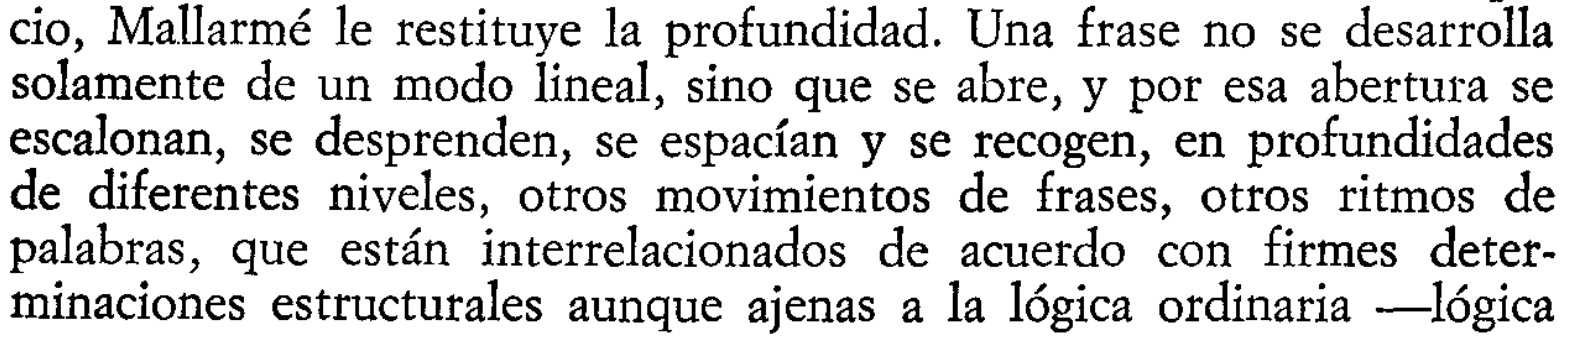 cio, Mallarmé le restituye la profundidad. Una frase no se desarrolla
solamente de un modo lineal, sino que se abre, y por esa abertura se
escalonan, se desprenden, se espacían y se recogen, en profundidades
de diferentes niveles, otros movimientos de frases, otros ritmos de
palabras, que están interrelacionados de acuerdo con firmes deter-
minaciones estructurales aunque ajenas a la lógica ordinaria —lógica